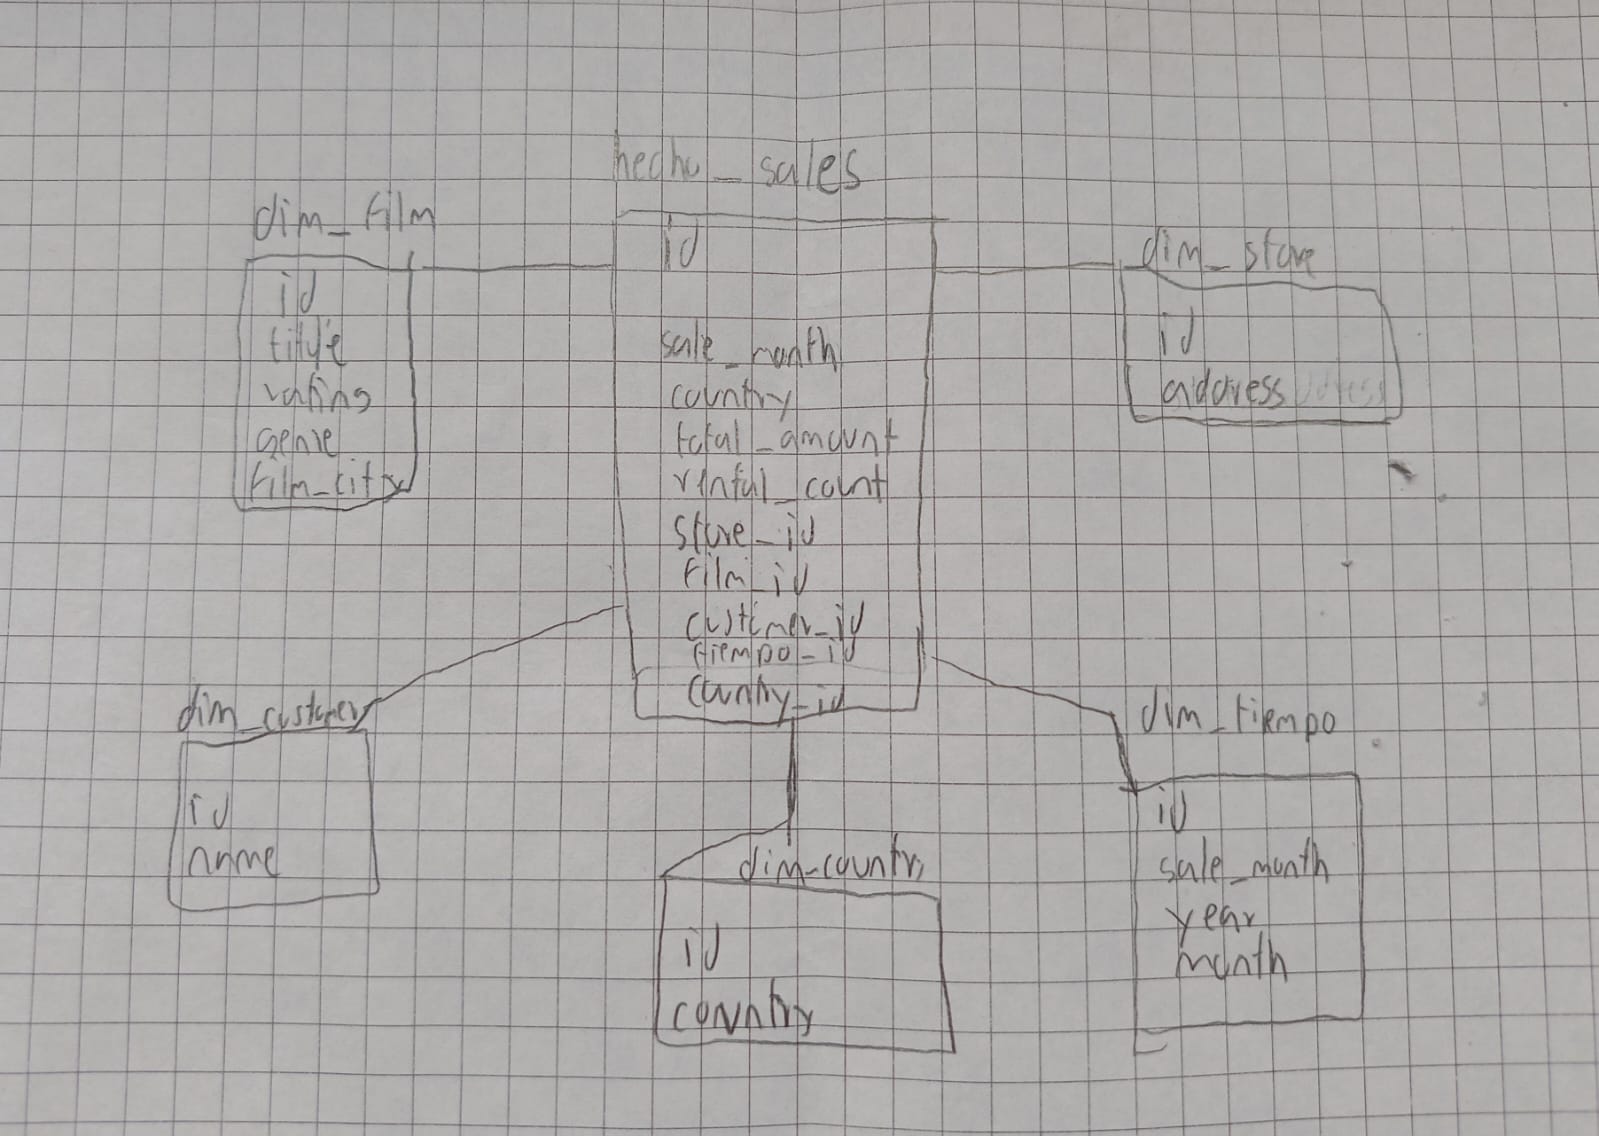 hecho_sales
id
sale_month
country
total_amount
rental_count
store_id
film_id
customer_id
tiempo_id
country_id
dim_film
id
title
rating
genre
film_city
dim_store
id
address
dim_customer
id
name
dim_country
id
country
dim_tiempo
id
sale_month
year
month